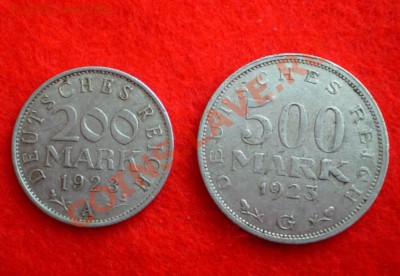 DEUTSCHES REICH
200
MARK
1923
A
DEUTSCHES REICH
500
MARK
1923
G